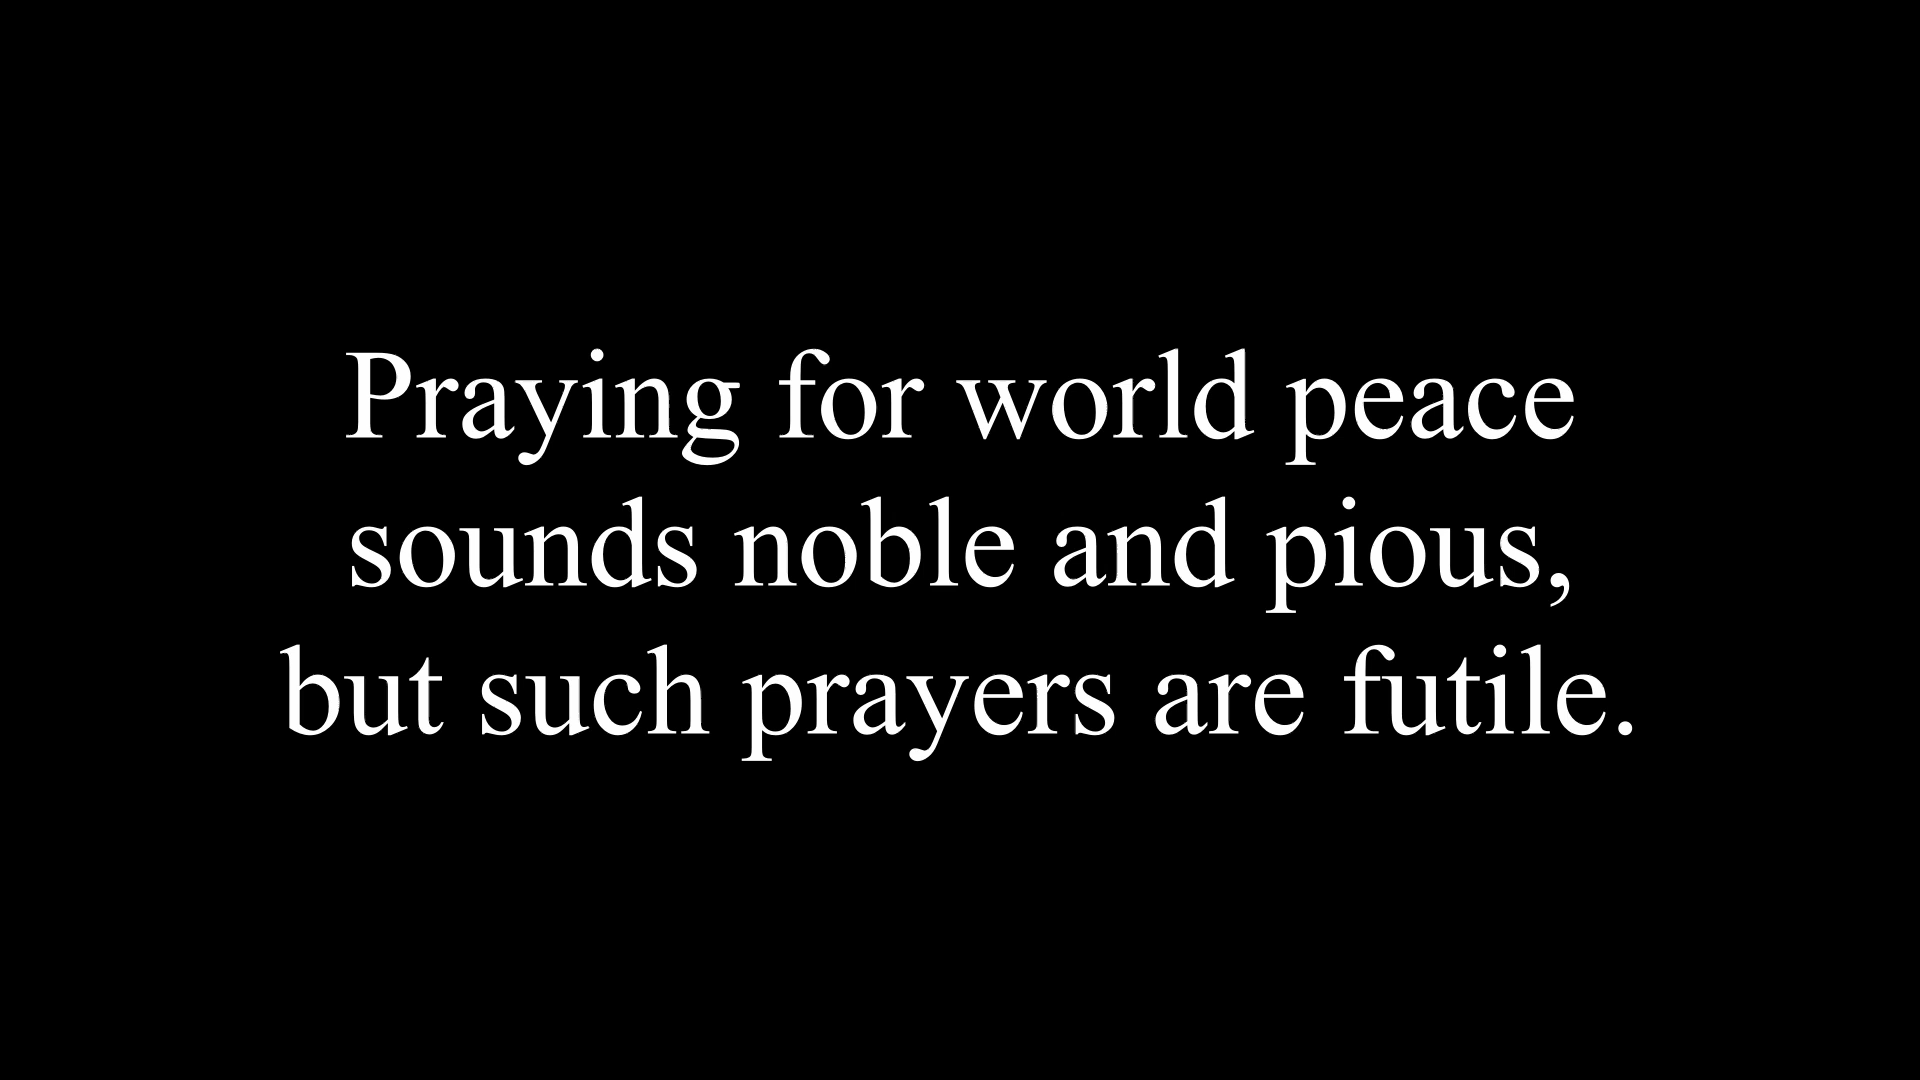 Praying for world peace
sounds noble and pious,
but such prayers are futile.